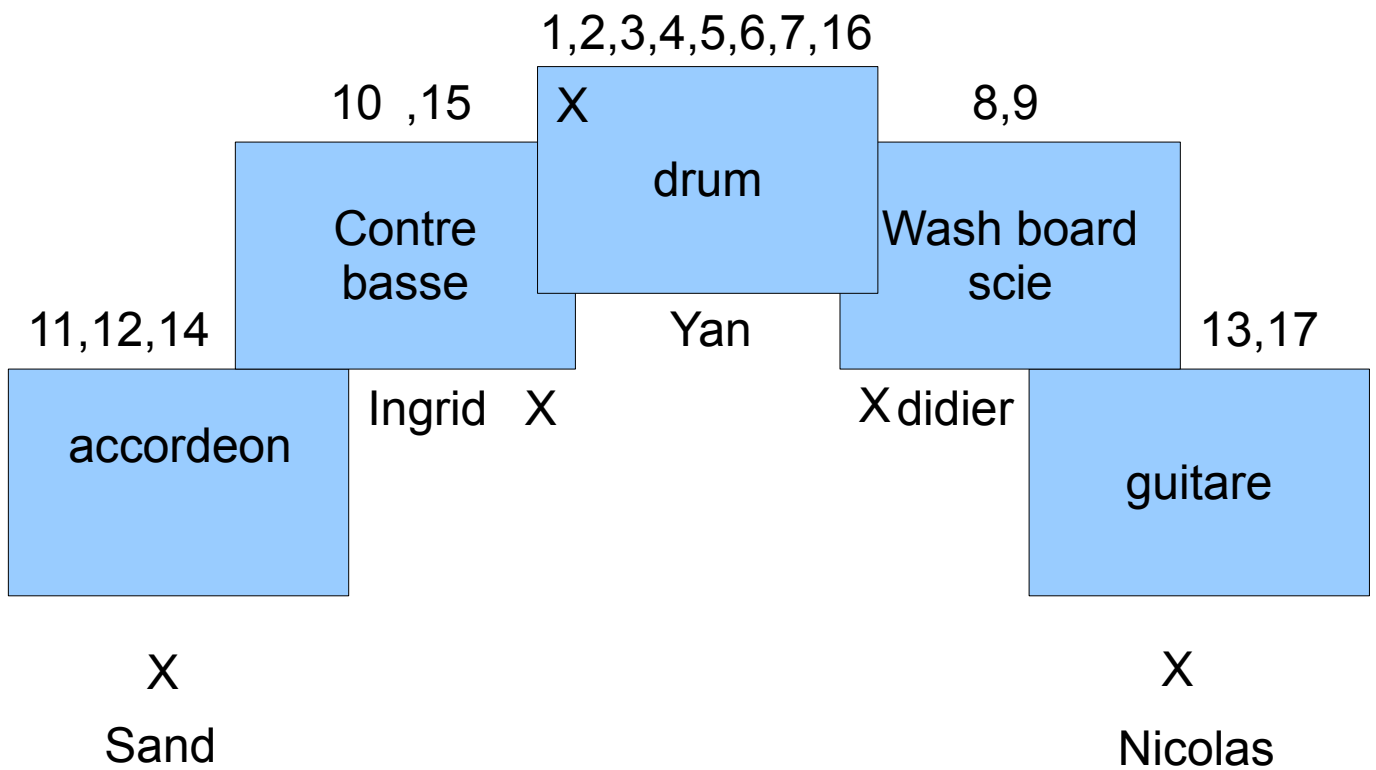 1,2,3,4,5,6,7,16
10 ,15
X
8,9
drum
Contre
basse
Wash board
scie
11,12,14
Yan
13,17
Ingrid X
X didier
accordeon
guitare
X
X
Sand
Nicolas